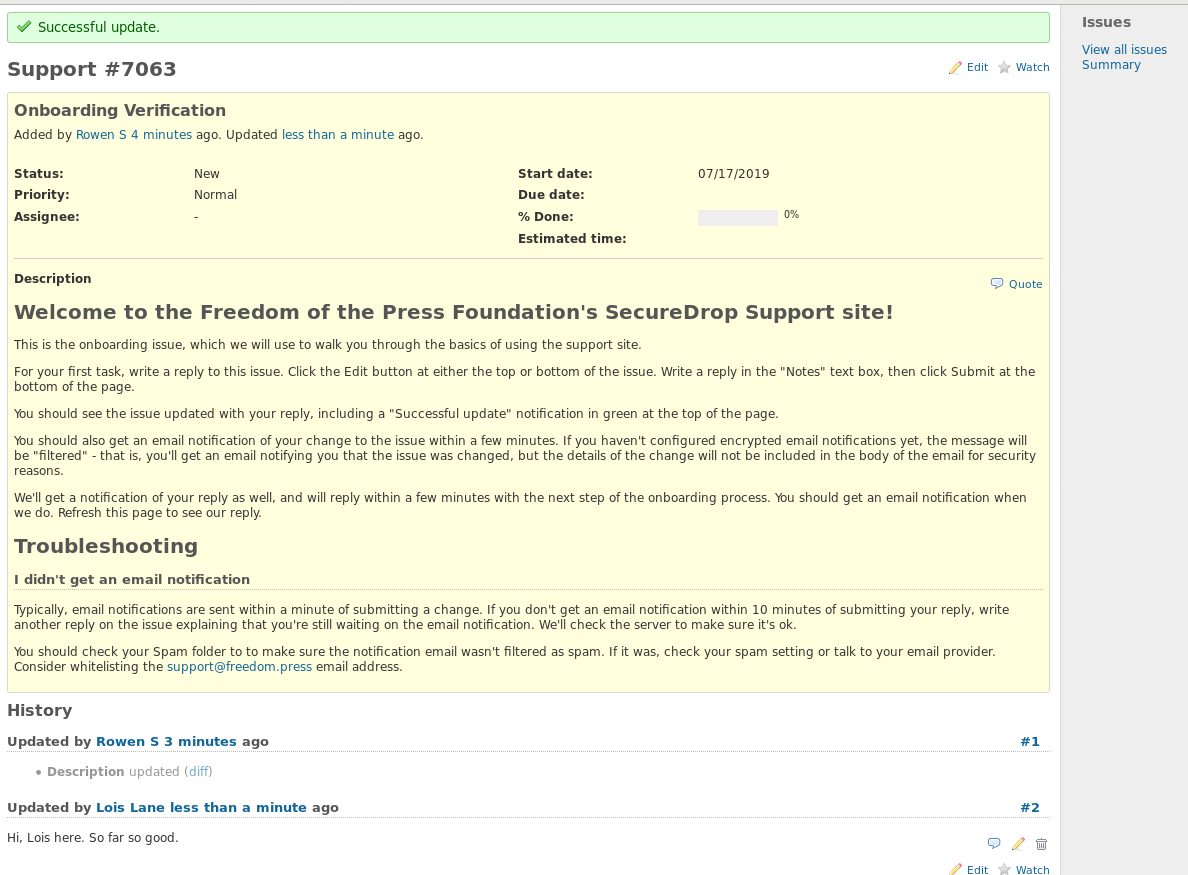 Successful update.
Support #7063
Edit Watch
Onboarding Verification
Added by Rowen S 4 minutes ago. Updated less than a minute ago.
Status: New Start date: 07/17/2019
Priority: Normal Due date:
Assignee: - % Done: 0%
Estimated time:
Description
Quote
Welcome to the Freedom of the Press Foundation's SecureDrop Support site!
This is the onboarding issue, which we will use to walk you through the basics of using the support site.
For your first task, write a reply to this issue. Click the Edit button at either the top or bottom of the issue. Write a reply in the "Notes" text box, then click Submit at the
bottom of the page.
You should see the issue updated with your reply, including a "Successful update" notification in green at the top of the page.
You should also get an email notification of your change to the issue within a few minutes. If you haven't configured encrypted email notifications yet, the message will
be "filtered" - that is, you'll get an email notifying you that the issue was changed, but the details of the change will not be included in the body of the email for security
reasons.
We'll get a notification of your reply as well, and will reply within a few minutes with the next step of the onboarding process. You should get an email notification when
we do. Refresh this page to see our reply.
Troubleshooting
I didn't get an email notification
Typically, email notifications are sent within a minute of submitting a change. If you don't get an email notification within 10 minutes of submitting your reply, write
another reply on the issue explaining that you're still waiting on the email notification. We'll check the server to make sure it's ok.
You should check your Spam folder to to make sure the notification email wasn't filtered as spam. If it was, check your spam setting or talk to your email provider.
Consider whitelisting the support@freedom.press email address.
History
Updated by Rowen S 3 minutes ago #1
Description updated (diff)
Updated by Lois Lane less than a minute ago #2
Hi, Lois here. So far so good.
Edit Watch
Issues
View all issues
Summary